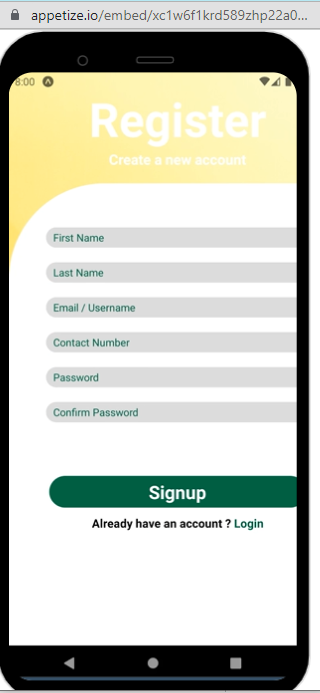 appetize.io/embed/xc1w6f1krd589zhp22a0...
8:00
Register
Create a new account
First Name
Last Name
Email / Username
Contact Number
Password
Confirm Password
Signup
Already have an account ? Login